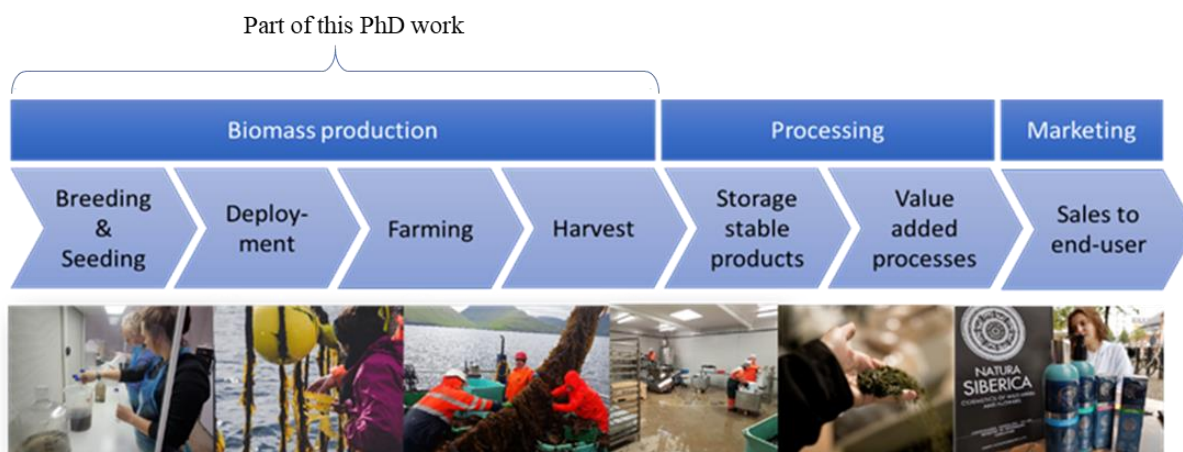 Part of this PhD work
Biomass production
Processing
Marketing
Breeding
&
Seeding
Deploy-
ment
Farming
Harvest
Storage
stable
products
Value
added
processes
Sales to
end-user
NATURA
SIBERICA